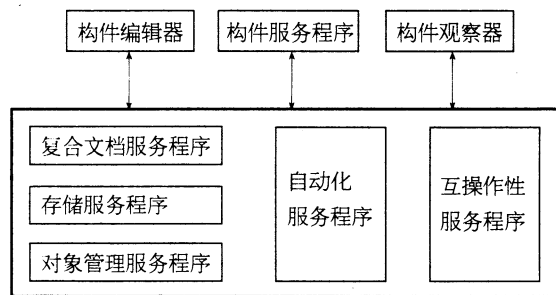 构件编辑器
构件服务程序
构件观察器
复合文档服务程序
存储服务程序
对象管理服务程序
自动化
服务程序
互操作性
服务程序